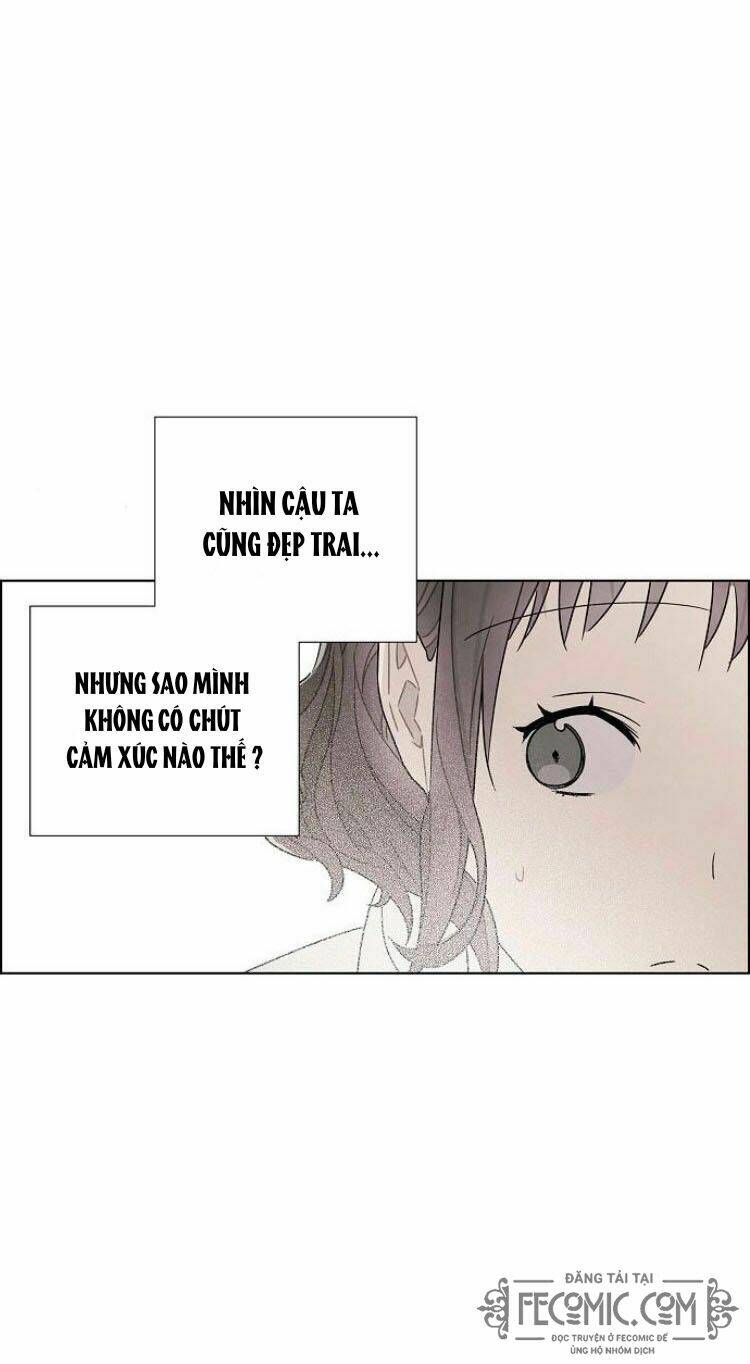 NHÌN CẬU TA
CŨNG ĐẸP TRAI...
NHƯNG SAO MÌNH
KHÔNG CÓ CHÚT
CẢM XÚC NÀO THẾ ?
ĐĂNG TẢI TẠI
FECOMIC.COM
ĐỌC TRUYỆN Ở FECOMIC ĐỂ
ỦNG HỘ NHÓM DỊCH